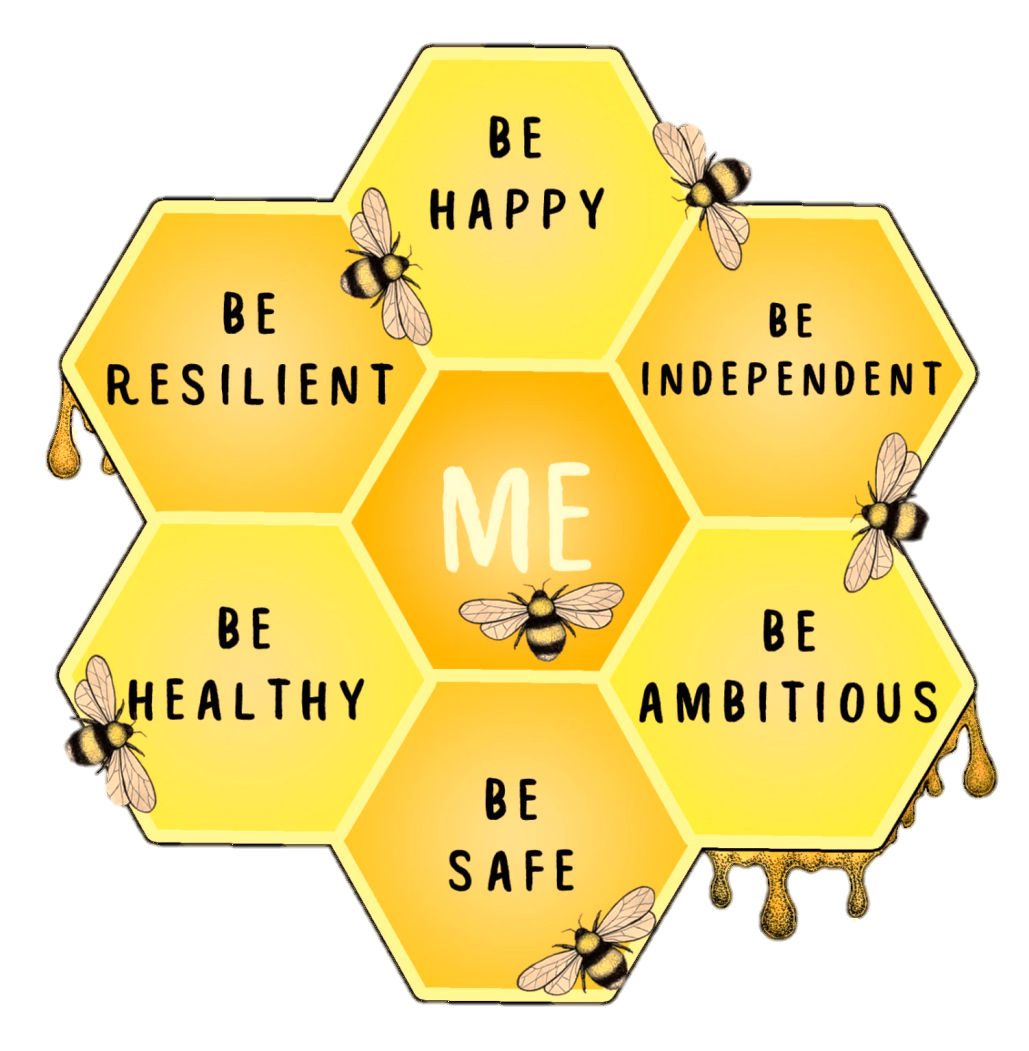 BE
HAPPY
BE
RESILIENT
BE
INDEPENDENT
ME
BE
HEALTHY
BE
AMBITIOUS
BE
SAFE